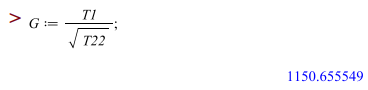 > G := T1/√T22;
1150.655549